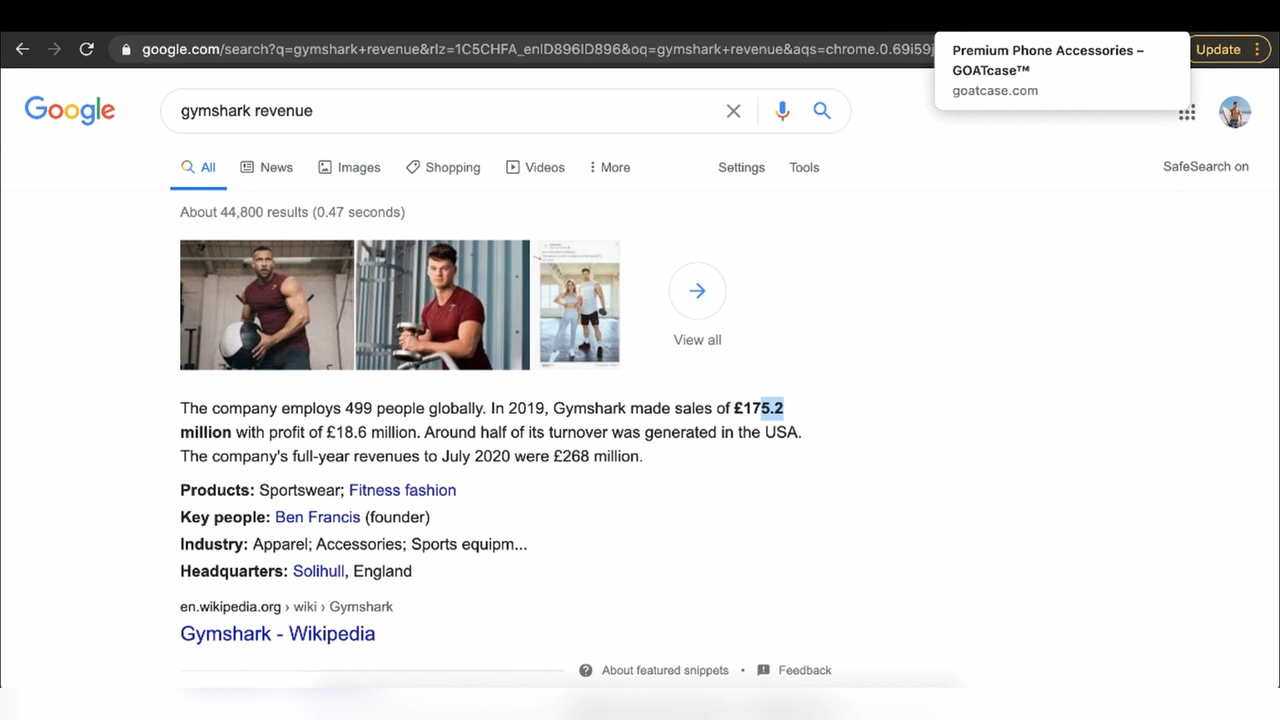 google.com/search?q=gymshark+revenue&rlz=1C5CHFA_enID896ID896&oq=gymshark+revenue&aqs=chrome.0.69i59j
Update
Premium Phone Accessories –
GOATcase™
goatcase.com
Google
gymshark revenue
All
News
Images
Shopping
Videos
More
Settings
Tools
SafeSearch on
About 44,800 results (0.47 seconds)
View all
The company employs 499 people globally. In 2019, Gymshark made sales of £175.2
million with profit of £18.6 million. Around half of its turnover was generated in the USA.
The company's full-year revenues to July 2020 were £268 million.
Products: Sportswear; Fitness fashion
Key people: Ben Francis (founder)
Industry: Apparel; Accessories; Sports equipm...
Headquarters: Solihull, England
en.wikipedia.org › wiki › Gymshark
Gymshark - Wikipedia
About featured snippets • Feedback